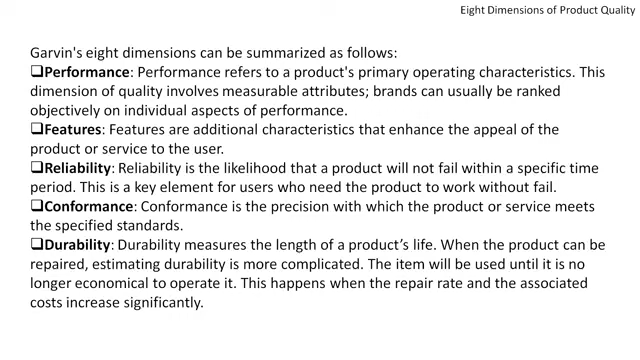 Eight Dimensions of Product Quality
Garvin's eight dimensions can be summarized as follows:
❑Performance: Performance refers to a product's primary operating characteristics. This
dimension of quality involves measurable attributes; brands can usually be ranked
objectively on individual aspects of performance.
❑Features: Features are additional characteristics that enhance the appeal of the
product or service to the user.
❑Reliability: Reliability is the likelihood that a product will not fail within a specific time
period. This is a key element for users who need the product to work without fail.
❑Conformance: Conformance is the precision with which the product or service meets
the specified standards.
❑Durability: Durability measures the length of a product’s life. When the product can be
repaired, estimating durability is more complicated. The item will be used until it is no
longer economical to operate it. This happens when the repair rate and the associated
costs increase significantly.